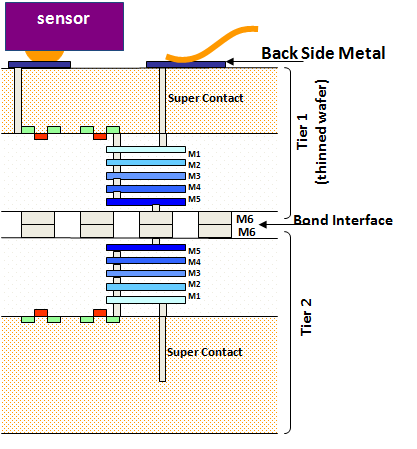 sensor
Back Side Metal
Super Contact
Tier 1
(thinned wafer)
M1
M2
M3
M4
M5
M6
Bond Interface
M6
M5
M4
M3
M2
M1
Tier 2
Super Contact